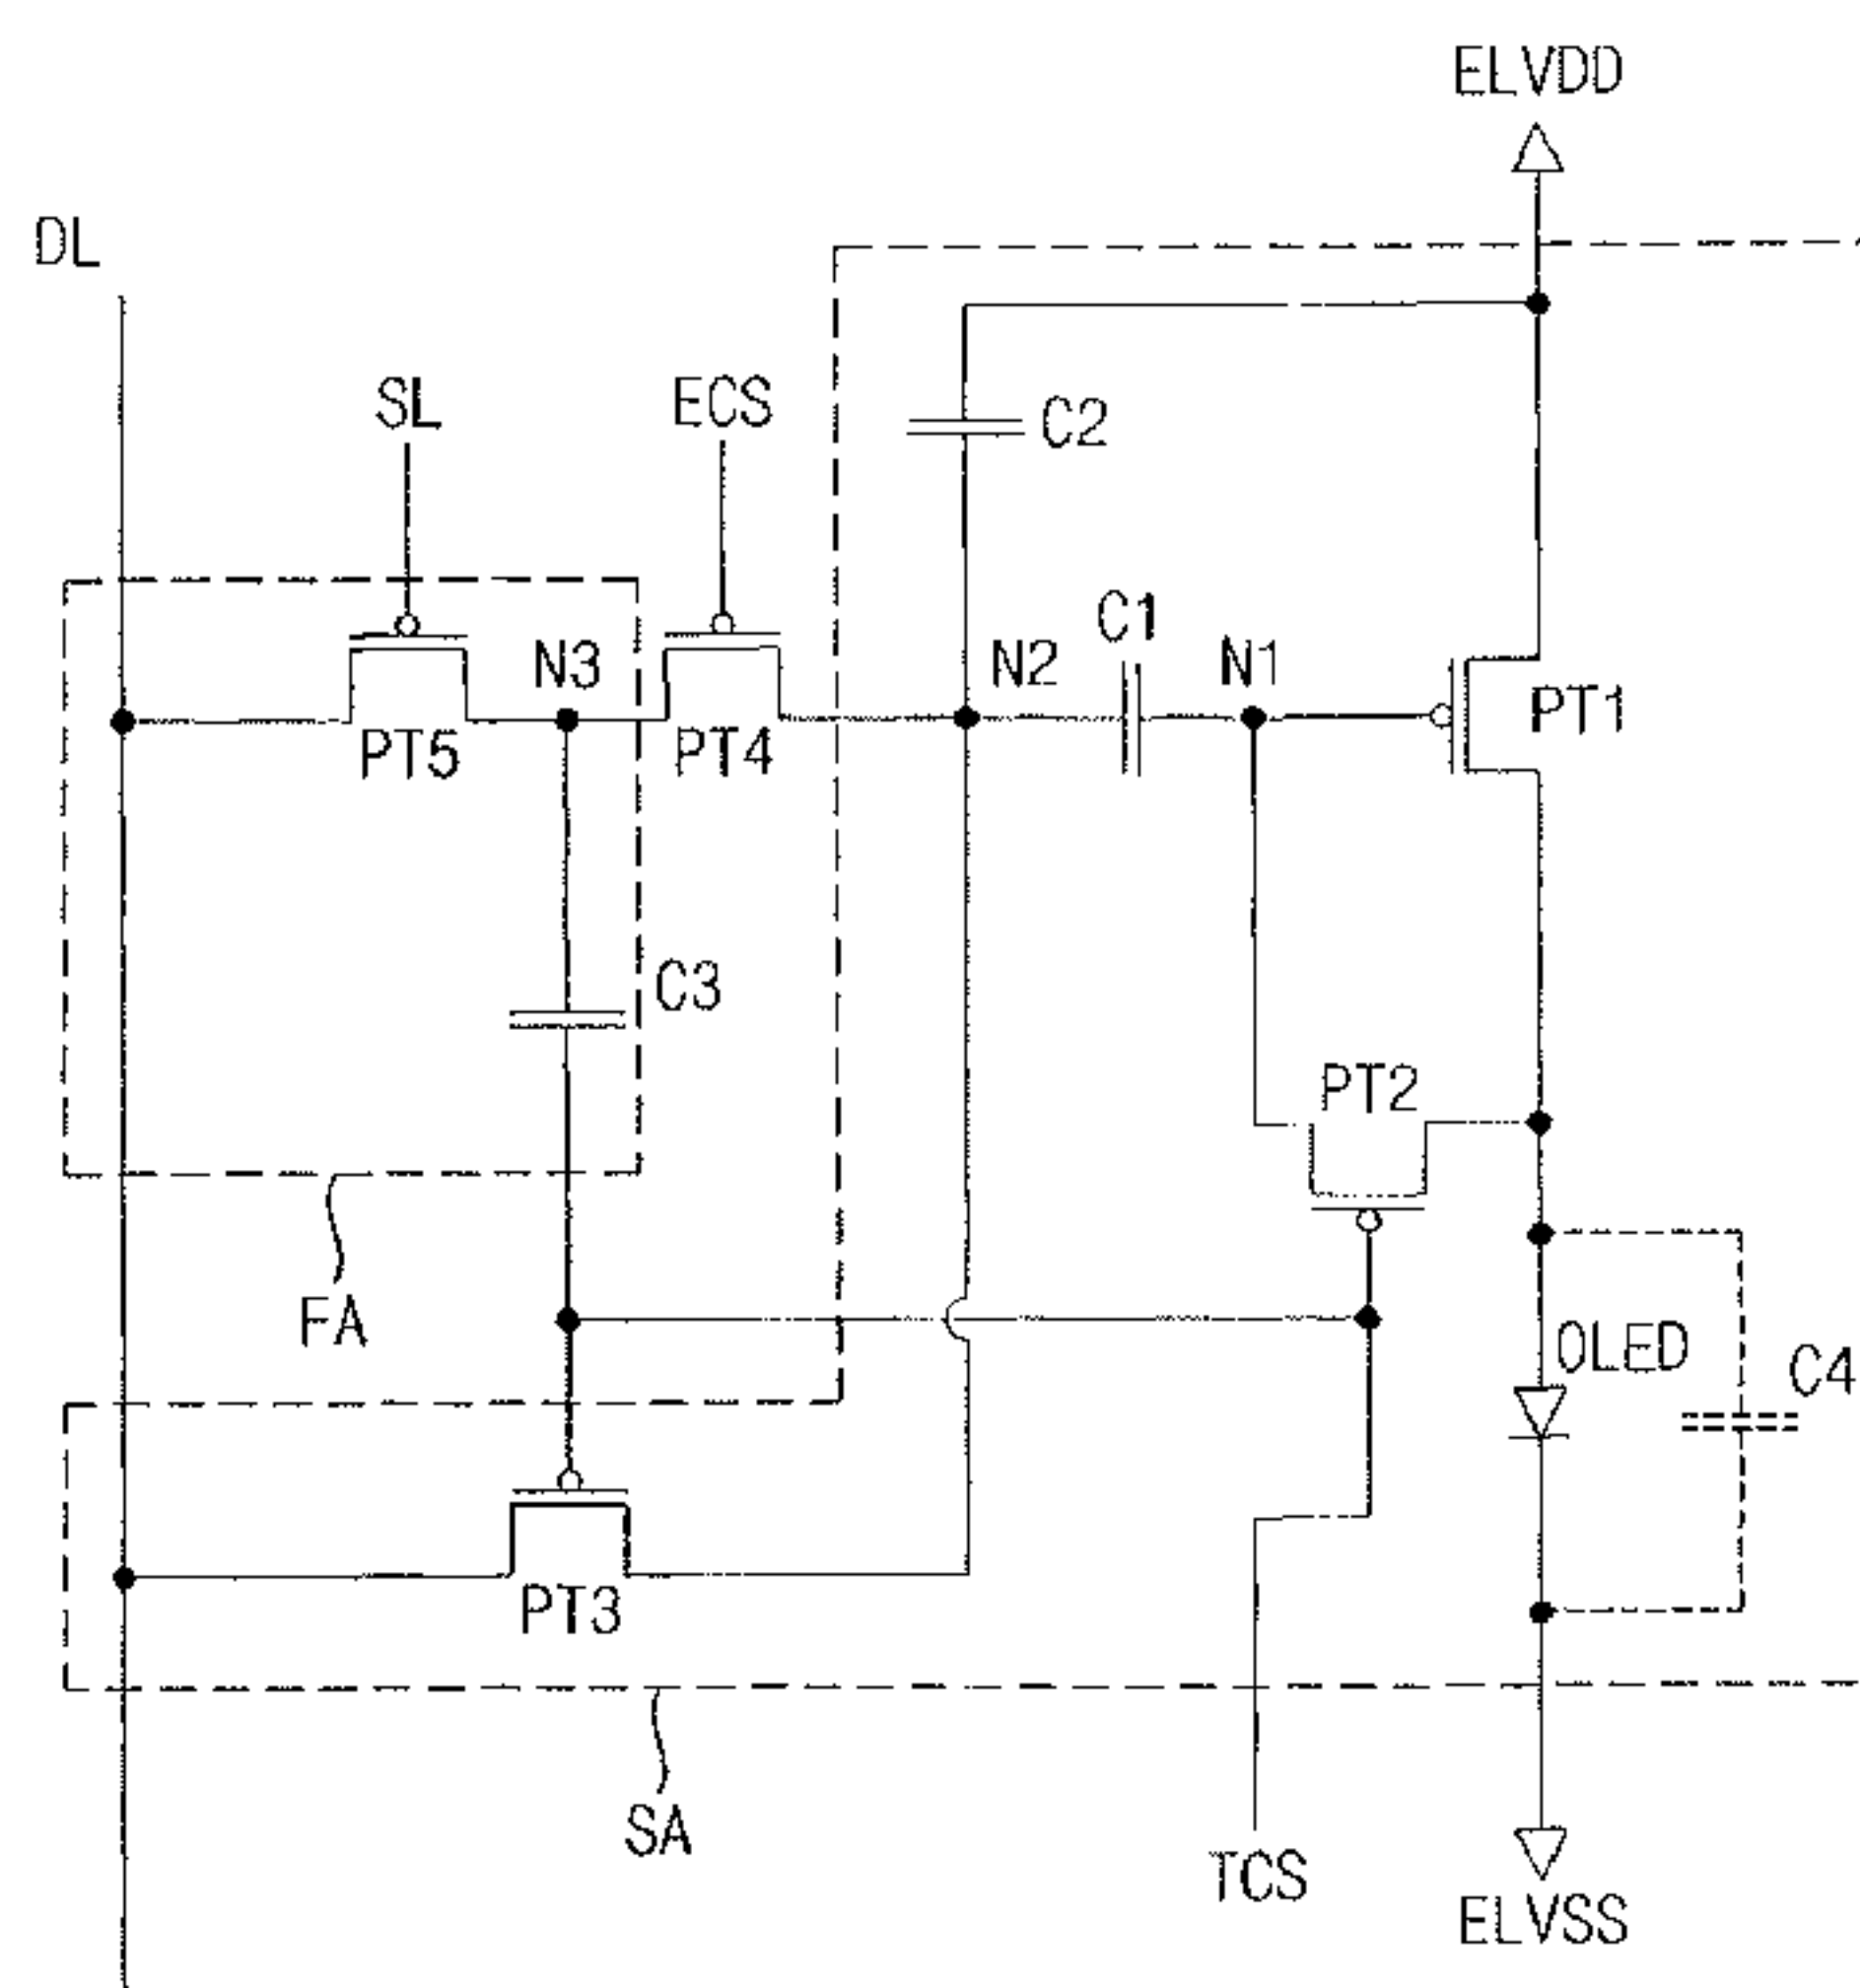 ELVDD
DL
SL
ECS
C2
C1
N3
N2
N1
PT1
PT5
PT4
C3
PT2
FA
OLED
C4
PT3
SA
TCS
ELVSS